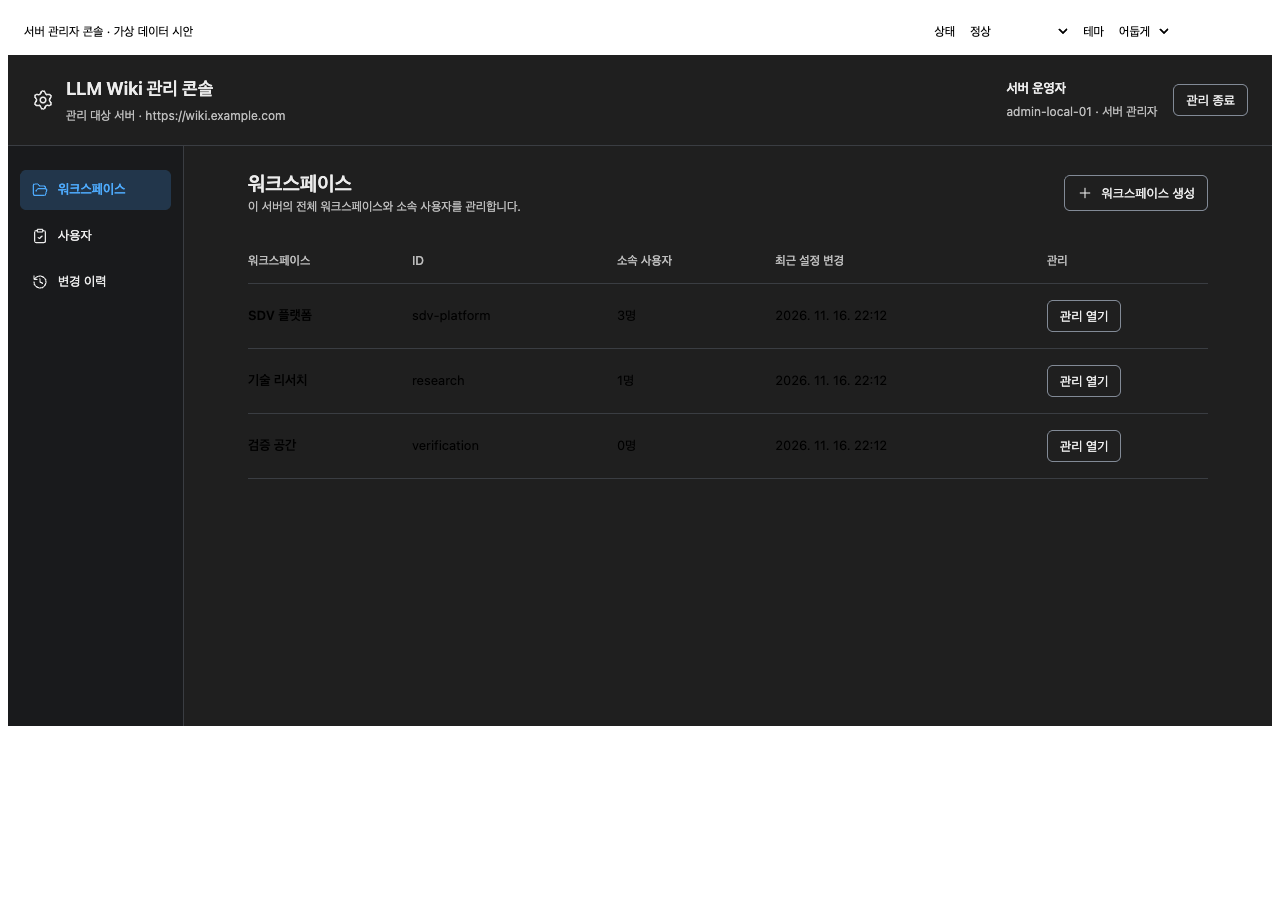 서버 관리자 콘솔 · 가상 데이터 시안
상태 정상 테마 어둡게
LLM Wiki 관리 콘솔
관리 대상 서버 · https://wiki.example.com
서버 운영자
admin-local-01 · 서버 관리자
관리 종료
워크스페이스
사용자
변경 이력
워크스페이스
이 서버의 전체 워크스페이스와 소속 사용자를 관리합니다.
워크스페이스 생성
워크스페이스 ID 소속 사용자 최근 설정 변경 관리
SDV 플랫폼 sdv-platform 3명 2026. 11. 16. 22:12 관리 열기
기술 리서치 research 1명 2026. 11. 16. 22:12 관리 열기
검증 공간 verification 0명 2026. 11. 16. 22:12 관리 열기